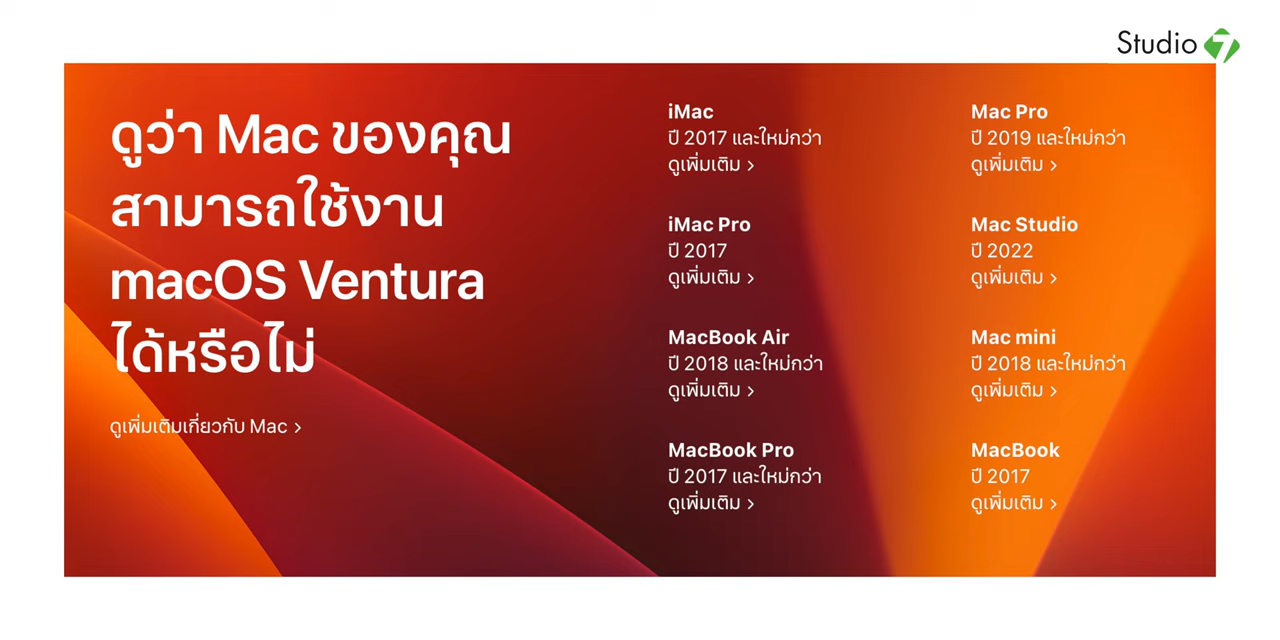 Studio 7
ดูว่า Mac ของคุณ
สามารถใช้งาน
macOS Ventura
ได้หรือไม่
ดูเพิ่มเติมเกี่ยวกับ Mac >
iMac
ปี 2017 และใหม่กว่า
ดูเพิ่มเติม >
iMac Pro
ปี 2017
ดูเพิ่มเติม >
MacBook Air
ปี 2018 และใหม่กว่า
ดูเพิ่มเติม >
MacBook Pro
ปี 2017 และใหม่กว่า
ดูเพิ่มเติม >
Mac Pro
ปี 2019 และใหม่กว่า
ดูเพิ่มเติม >
Mac Studio
ปี 2022
ดูเพิ่มเติม >
Mac mini
ปี 2018 และใหม่กว่า
ดูเพิ่มเติม >
MacBook
ปี 2017
ดูเพิ่มเติม >